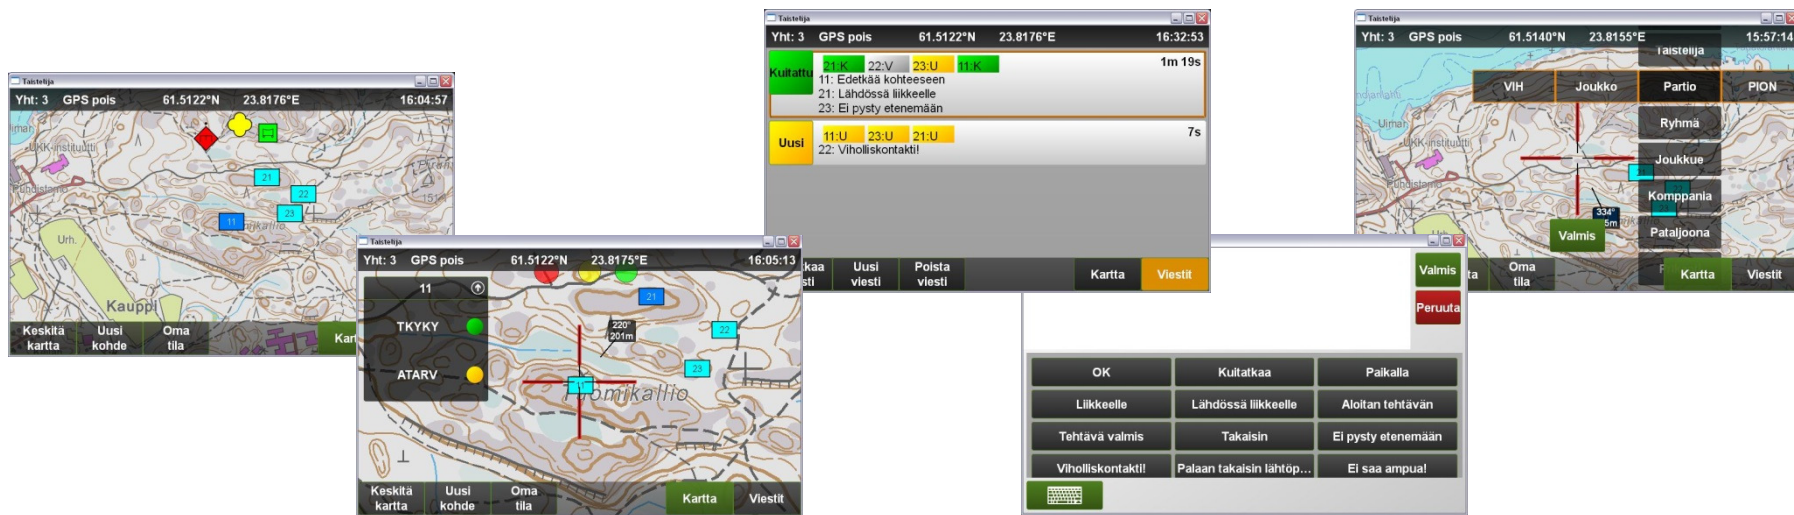 Taistelija
Yht: 3 GPS pois 61.5122°N 23.8176°E 16:04:57
UKK-instituutti
21
22
23
11
Urh.
Kauppi
Keskitä kartta
Uusi kohde
Oma tila
Taistelija
Yht: 3 GPS pois 61.5122°N 23.8175°E 16:05:13
11
TKYKY
ATARV
21
220°
201m
22
23
11
Tuomikallio
Keskitä kartta
Uusi kohde
Oma tila
Kartta
Viestit
Taistelija
Yht: 3 GPS pois 61.5122°N 23.8176°E 16:32:53
Kuitattu
21:K 22:V 23:U 11:K 1m 19s
11: Edetkää kohteeseen
21: Lähdössä liikkeelle
23: Ei pysty etenemään
Uusi
11:U 23:U 21:U 7s
22: Viholliskontakti!
Uusi viesti
Poista viesti
Kartta
Viestit
Valmis
Peruuta
OK Kuitatkaa Paikalla
Liikkeelle Lähdössä liikkeelle Aloitan tehtävän
Tehtävä valmis Takaisin Ei pysty etenemään
Viholliskontakti! Palaan takaisin lähtöp... Ei saa ampua!
Taistelija
Yht: 3 GPS pois 61.5140°N 23.8155°E 15:57:14
Taistelija
VIH Joukko Partio PION
Ryhmä
UKK-instituutti
Joukkue
Komppania
334°
Valmis
Pataljoona
Oma tila
Kartta
Viestit